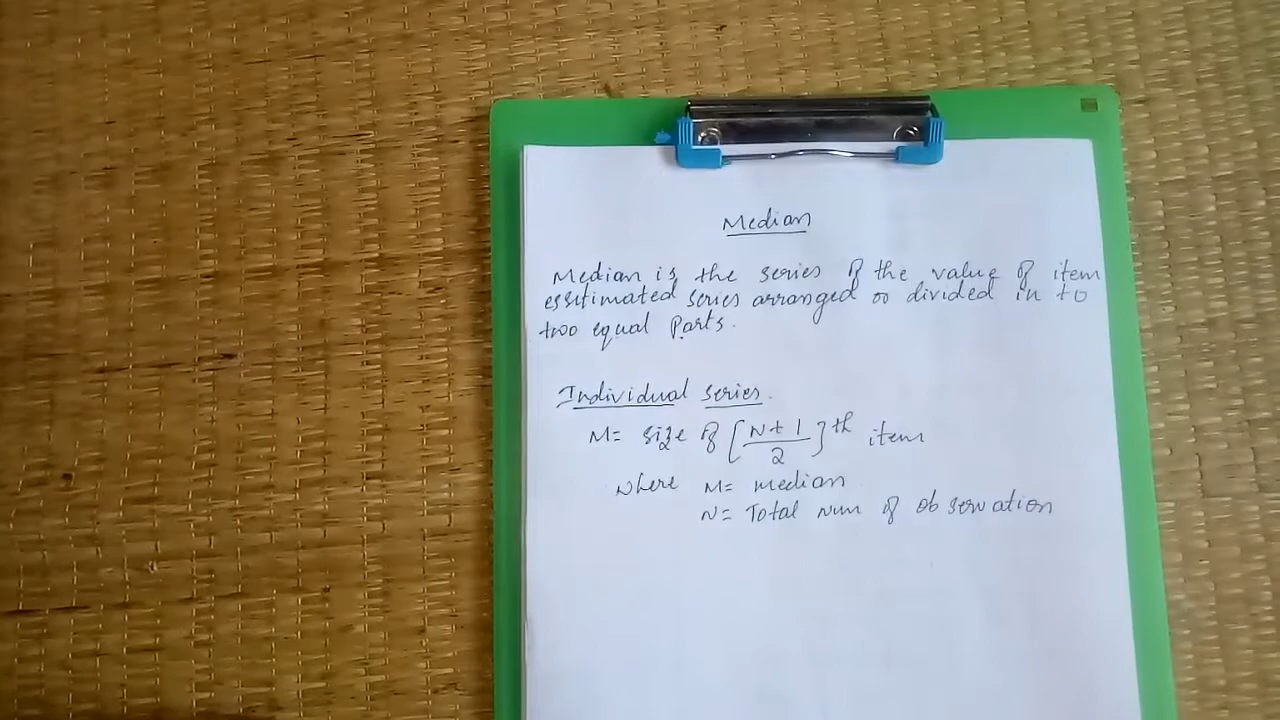 Median
Median is the series of the value of item
essitimated series arranged or divided in to
two equal Parts.
Individual series.
M= size of [N+1/2]th item
where M= median
N= Total Num of observation